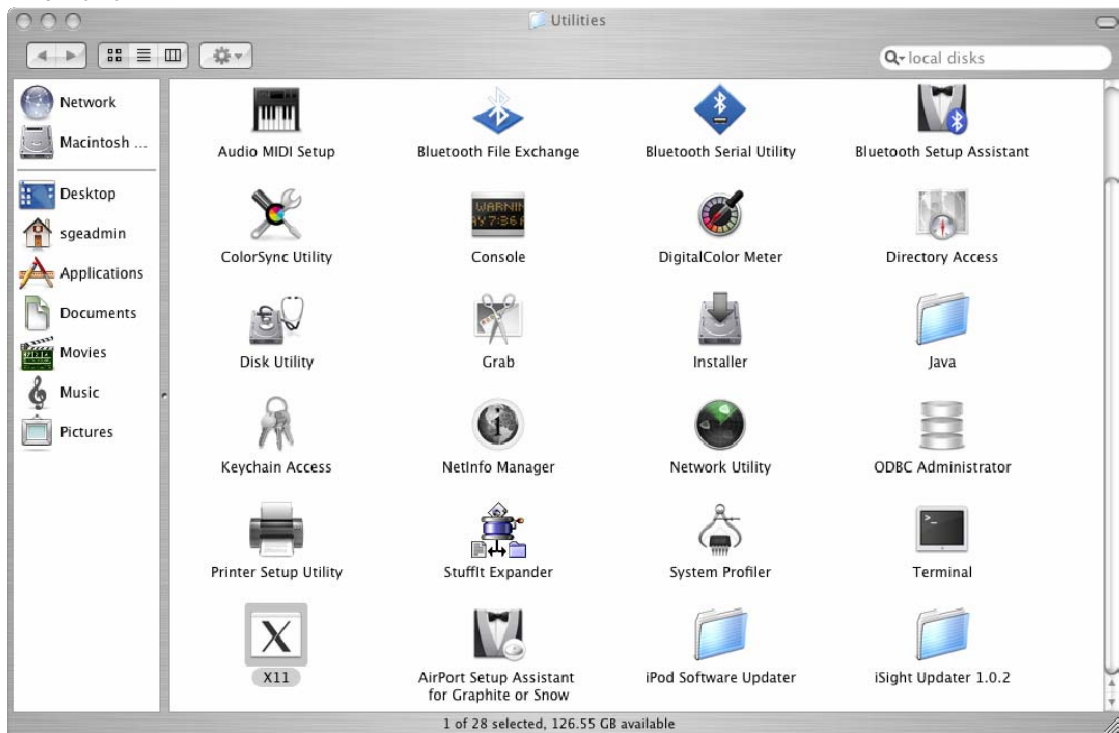 Utilities
local disks
Network
Macintosh ...
Desktop
sgeadmin
Applications
Documents
Movies
Music
Pictures
Audio MIDI Setup
Bluetooth File Exchange
Bluetooth Serial Utility
Bluetooth Setup Assistant
ColorSync Utility
WARNIN
AY7:36
Console
DigitalColor Meter
Directory Access
Disk Utility
Grab
Installer
Java
Keychain Access
NetInfo Manager
Network Utility
ODBC Administrator
Printer Setup Utility
StuffIt Expander
System Profiler
Terminal
X11
AirPort Setup Assistant
for Graphite or Snow
iPod Software Updater
iSight Updater 1.0.2
1 of 28 selected, 126.55 GB available